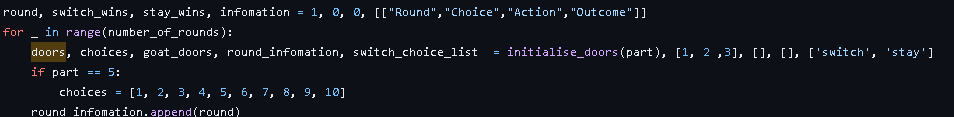 round, switch_wins, stay_wins, infomation = 1, 0, 0, [["Round","Choice","Action","Outcome"]]
for _ in range(number_of_rounds):
doors, choices, goat_doors, round_infomation, switch_choice_list  = initialise_doors(part), [1, 2 ,3], [], [], ['switch', 'stay']
if part == 5:
choices = [1, 2, 3, 4, 5, 6, 7, 8, 9, 10]
round_infomation.append(round)